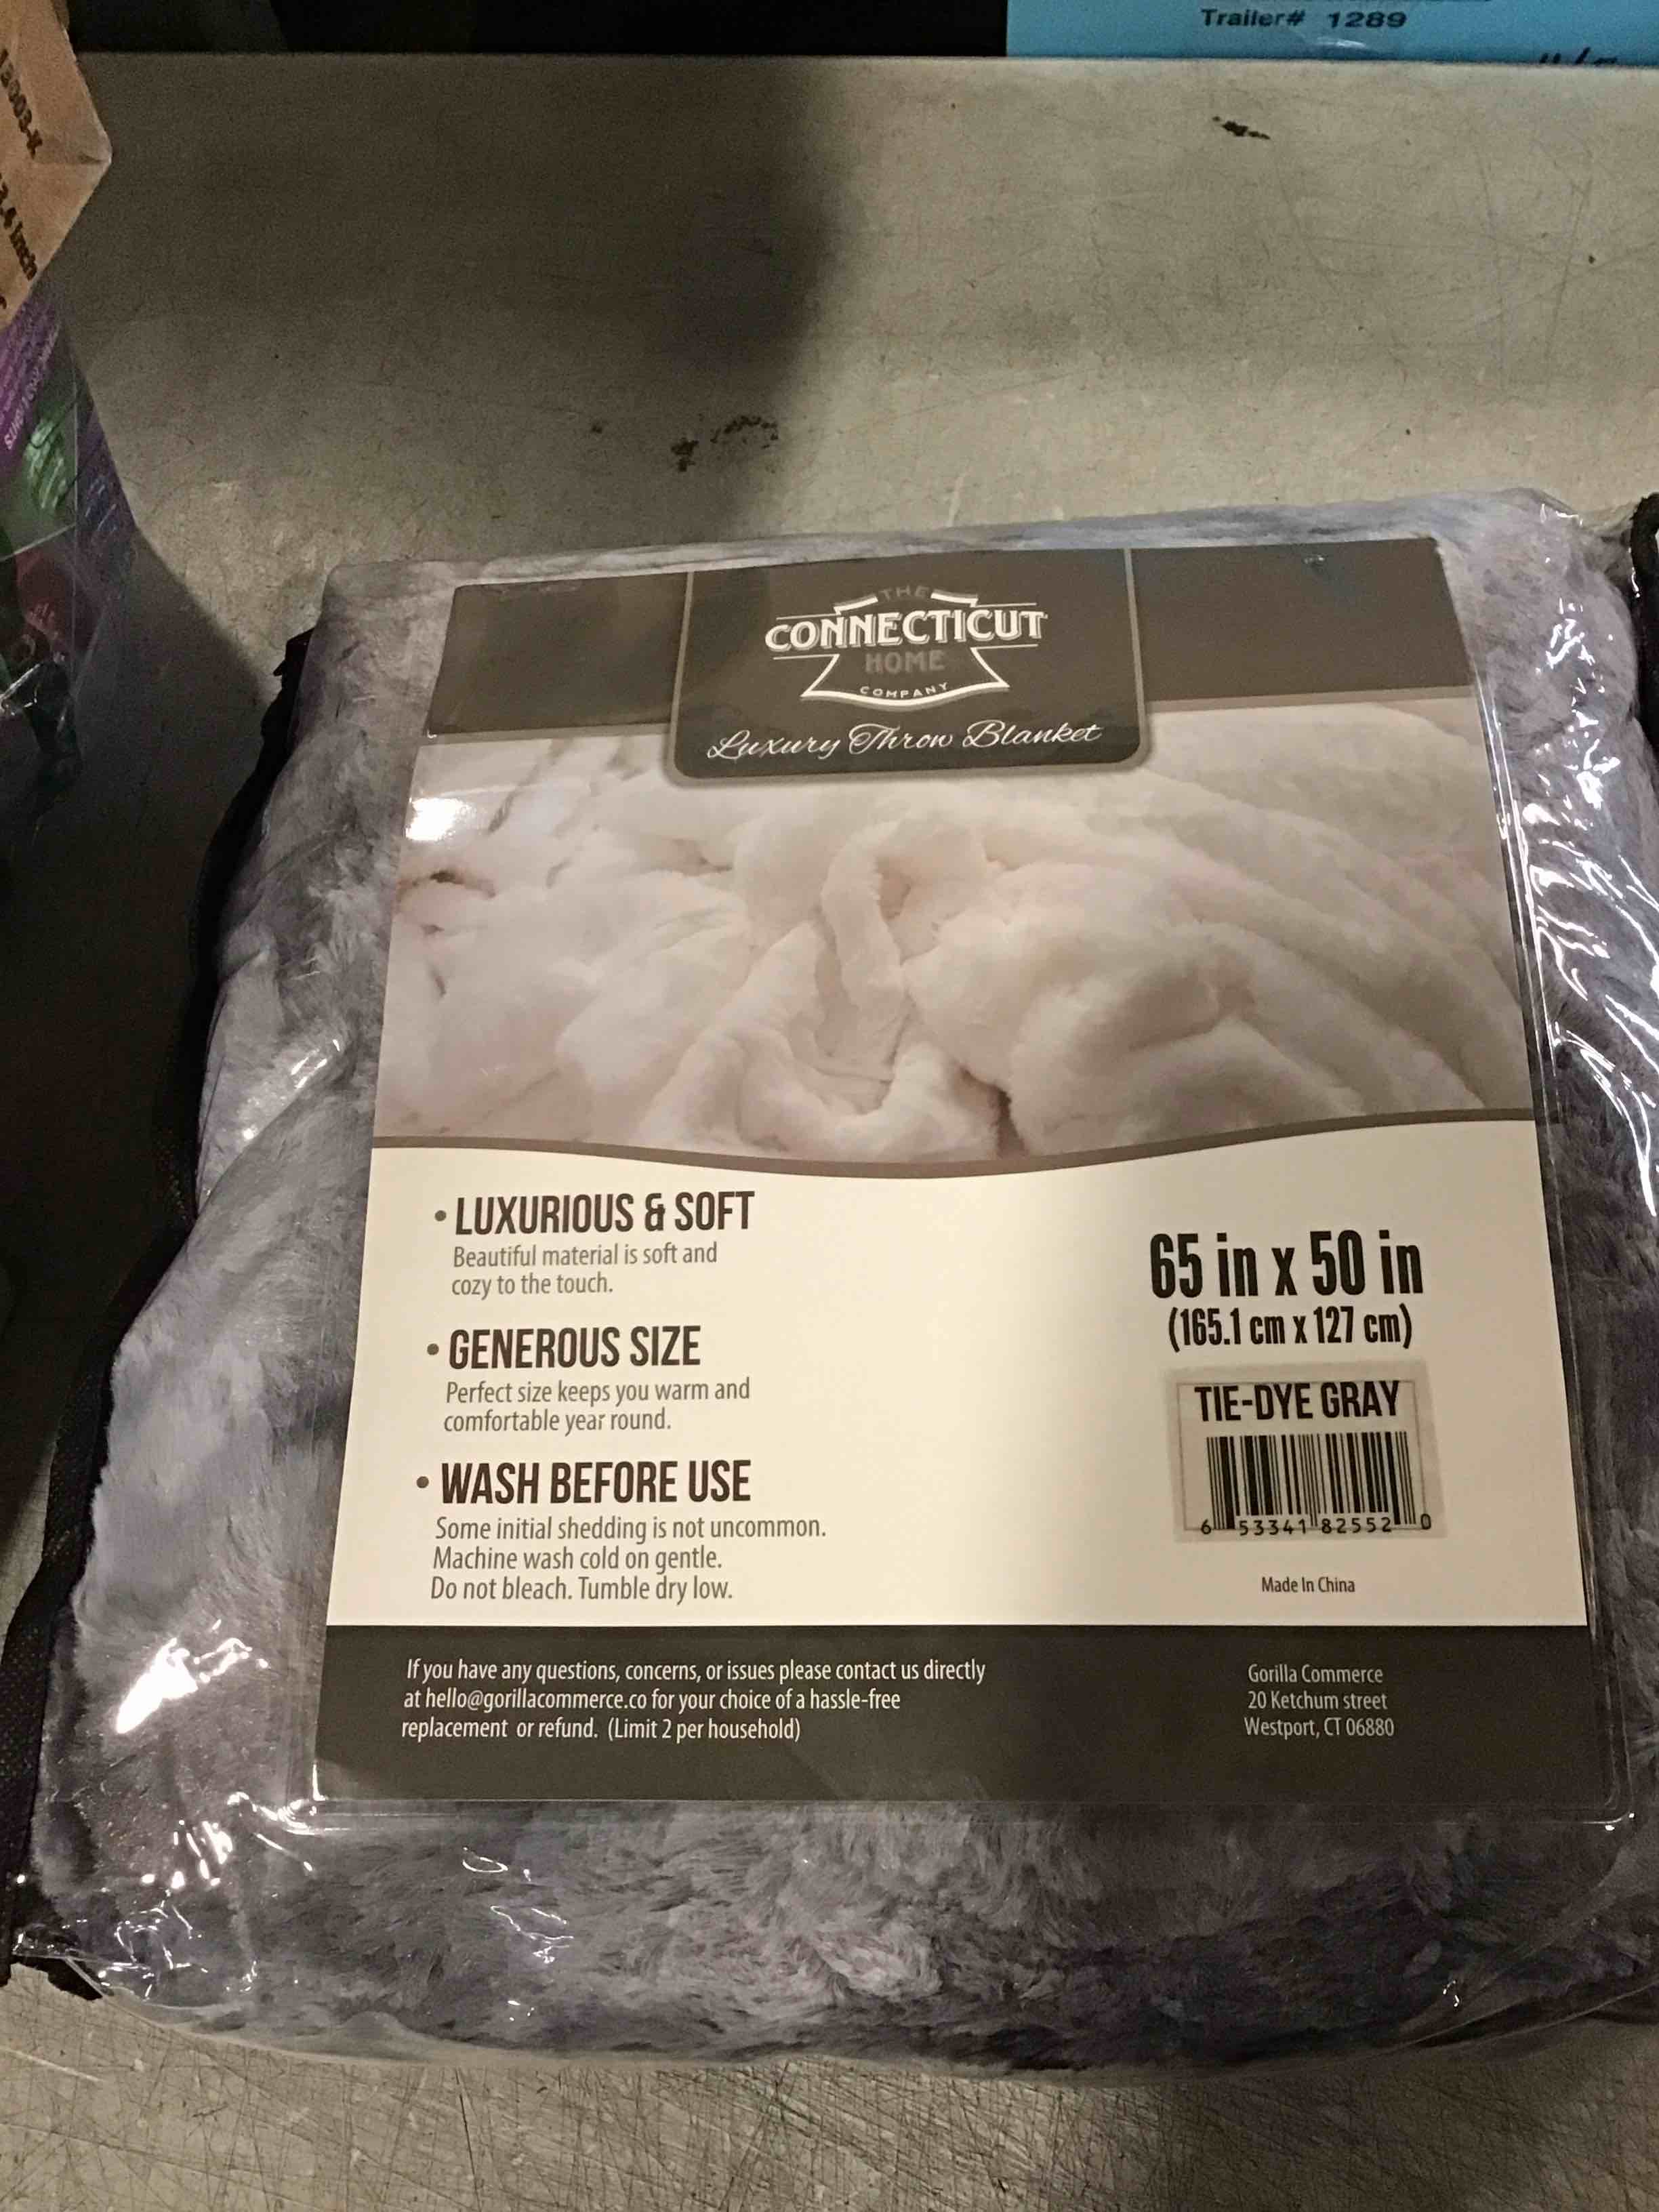 Trailer# 1289
THE
CONNECTICUT
HOME
COMPANY
Luxury Throw Blanket
• LUXURIOUS & SOFT
Beautiful material is soft and
cozy to the touch.
• GENEROUS SIZE
Perfect size keeps you warm and
comfortable year round.
• WASH BEFORE USE
Some initial shedding is not uncommon.
Machine wash cold on gentle.
Do not bleach. Tumble dry low.
65 in x 50 in
(165.1 cm x 127 cm)
TIE-DYE GRAY
6 53341 82552 0
Made In China
If you have any questions, concerns, or issues please contact us directly
at hello@gorillacommerce.co for your choice of a hassle-free
replacement or refund. (Limit 2 per household)
Gorilla Commerce
20 Ketchum street
Westport, CT 06880